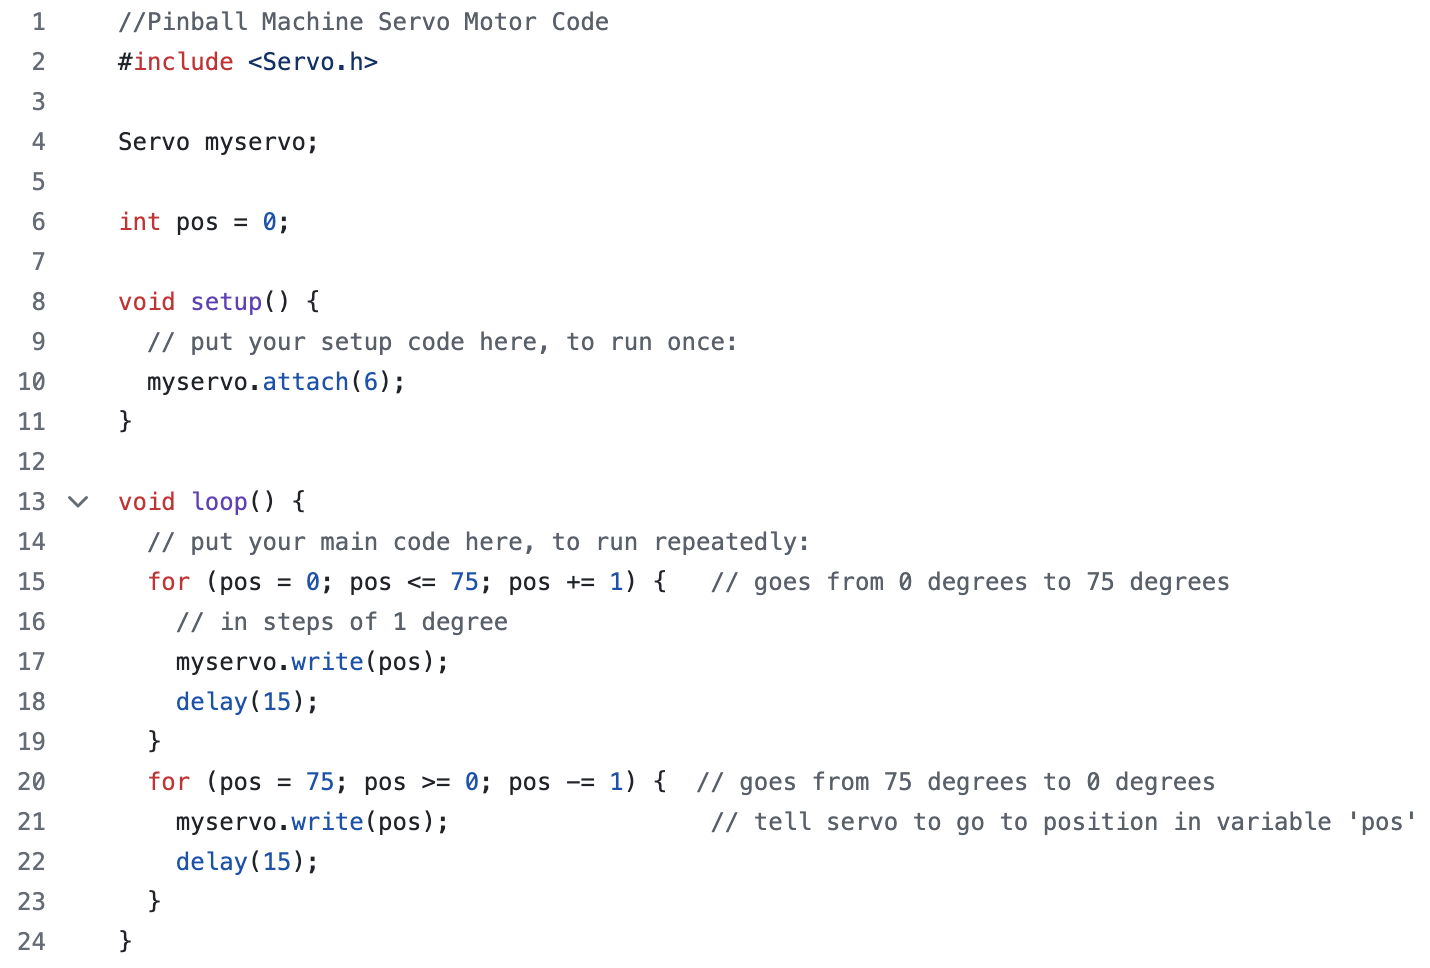 1 //Pinball Machine Servo Motor Code
2 #include <Servo.h>
3
4 Servo myservo;
5
6 int pos = 0;
7
8 void setup() {
9   // put your setup code here, to run once:
10   myservo.attach(6);
11 }
12
13 void loop() {
14   // put your main code here, to run repeatedly:
15   for (pos = 0; pos <= 75; pos += 1) {   // goes from 0 degrees to 75 degrees
16     // in steps of 1 degree
17     myservo.write(pos);
18     delay(15);
19   }
20   for (pos = 75; pos >= 0; pos -= 1) {  // goes from 75 degrees to 0 degrees
21     myservo.write(pos);                  // tell servo to go to position in variable 'pos'
22     delay(15);
23   }
24 }